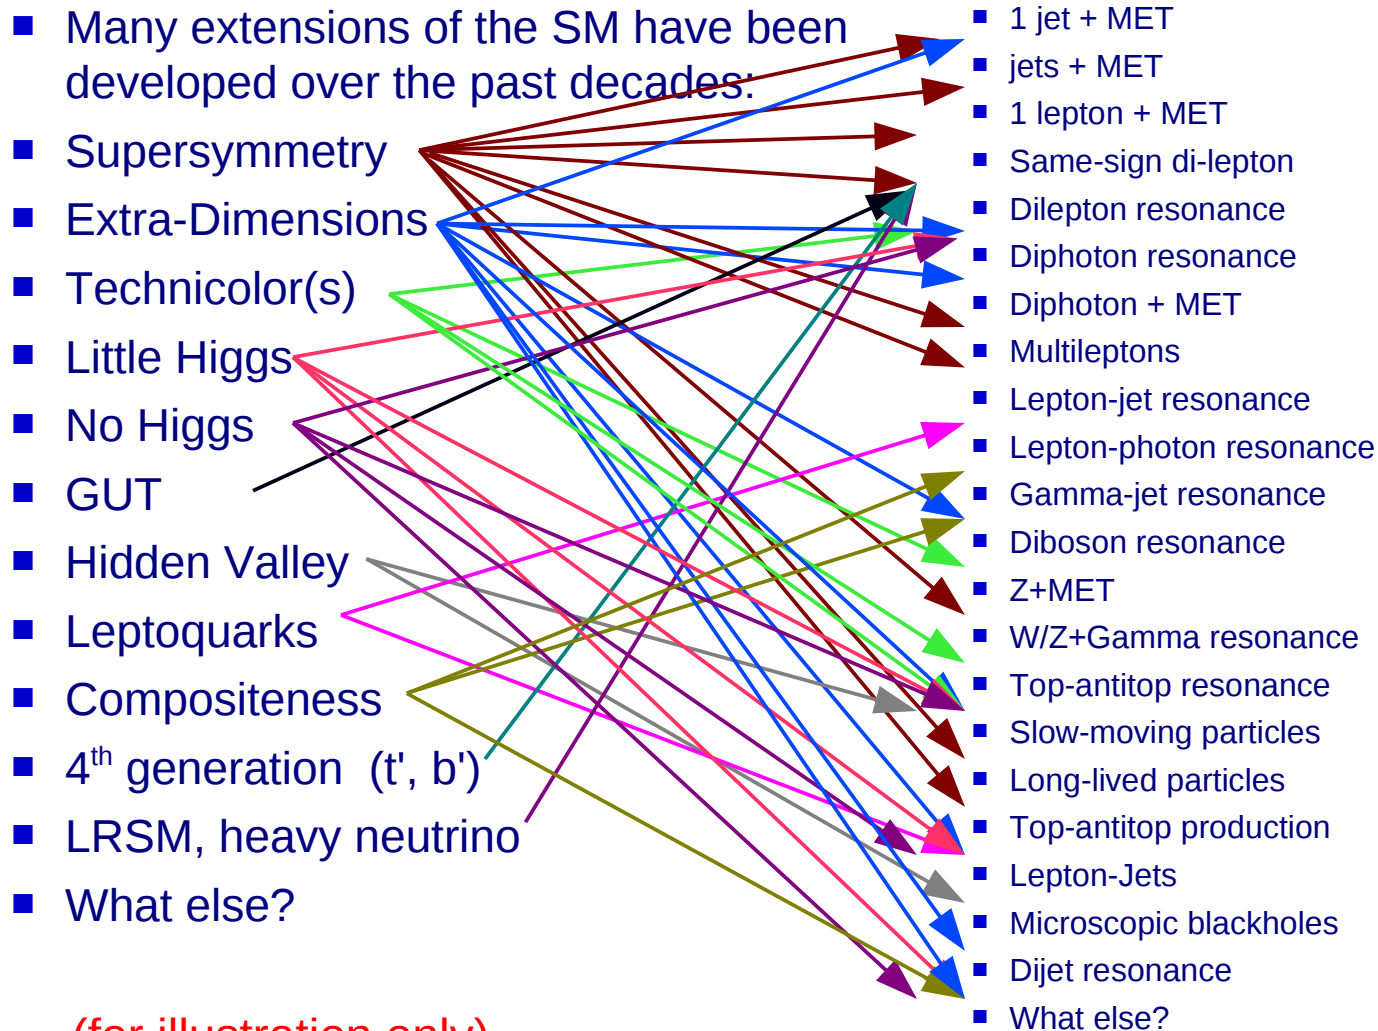 Many extensions of the SM have been
developed over the past decades:
Supersymmetry
Extra-Dimensions
Technicolor(s)
Little Higgs
No Higgs
GUT
Hidden Valley
Leptoquarks
Compositeness
4th generation (t', b')
LRSM, heavy neutrino
What else?
(for illustration only)
1 jet + MET
jets + MET
1 lepton + MET
Same-sign di-lepton
Dilepton resonance
Diphoton resonance
Diphoton + MET
Multileptons
Lepton-jet resonance
Lepton-photon resonance
Gamma-jet resonance
Diboson resonance
Z+MET
W/Z+Gamma resonance
Top-antitop resonance
Slow-moving particles
Long-lived particles
Top-antitop production
Lepton-Jets
Microscopic blackholes
Dijet resonance
What else?